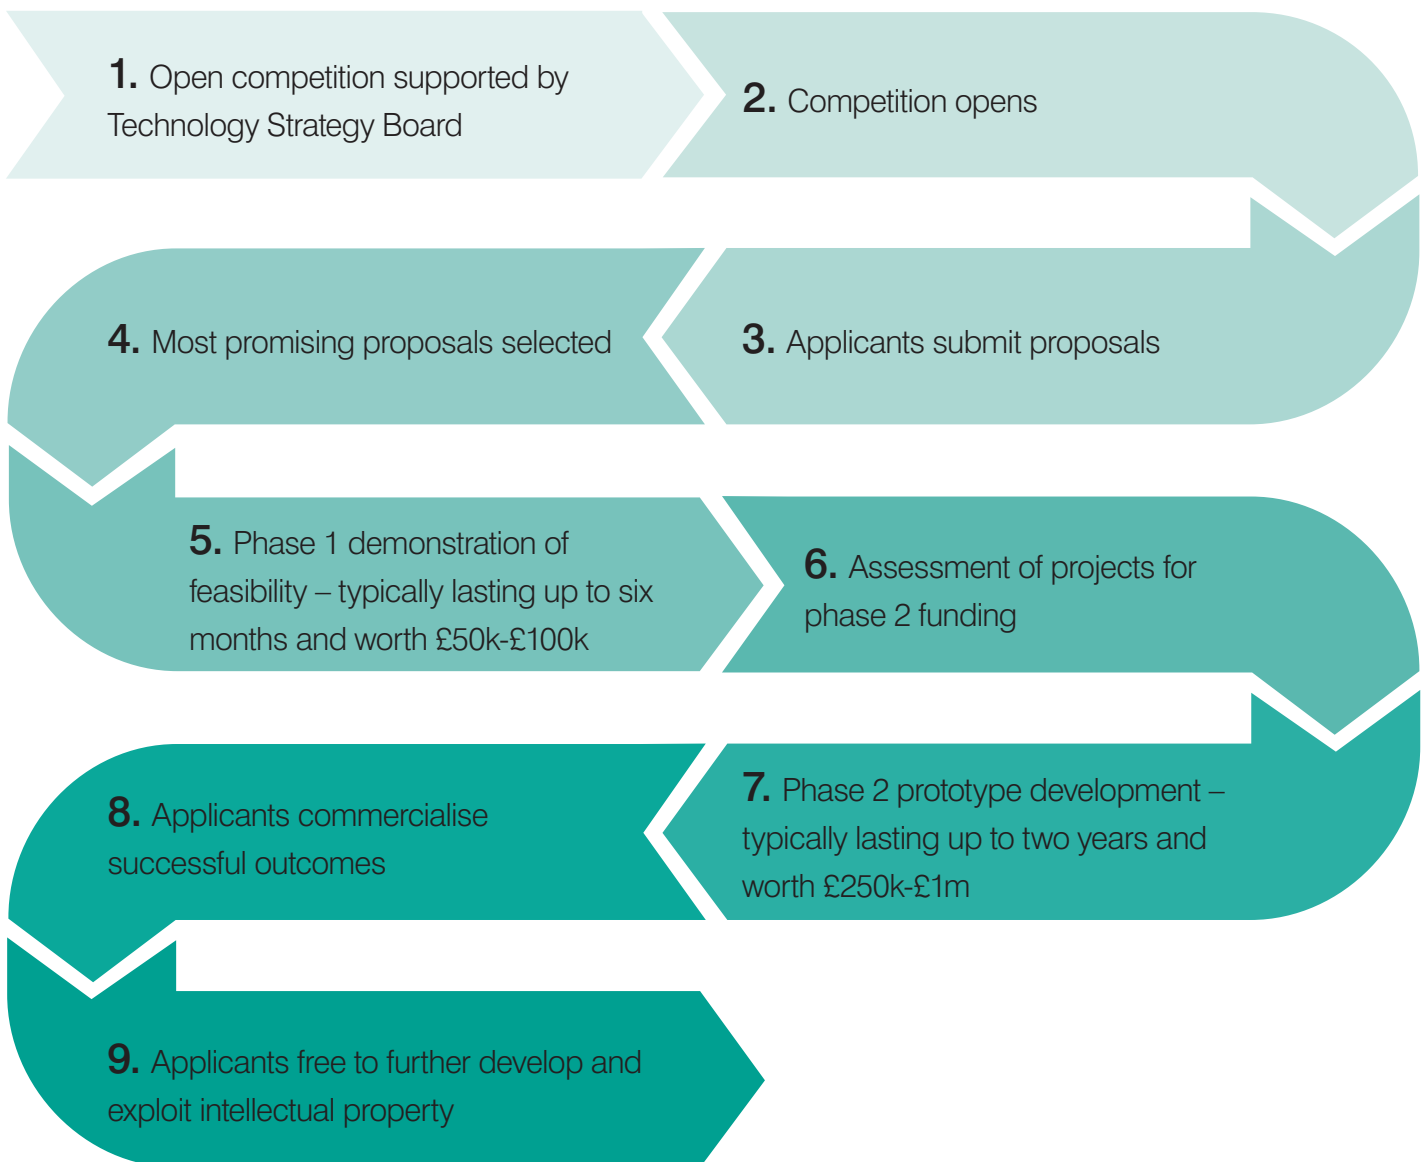 1. Open competition supported by
Technology Strategy Board
2. Competition opens
3. Applicants submit proposals
4. Most promising proposals selected
5. Phase 1 demonstration of
feasibility – typically lasting up to six
months and worth £50k-£100k
6. Assessment of projects for
phase 2 funding
7. Phase 2 prototype development –
typically lasting up to two years and
worth £250k-£1m
8. Applicants commercialise
successful outcomes
9. Applicants free to further develop and
exploit intellectual property